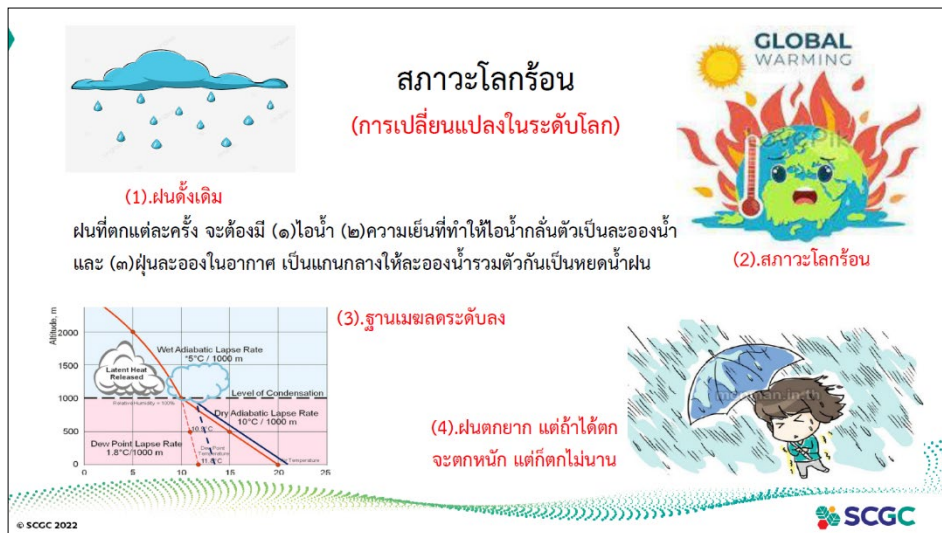 สภาวะโลกร้อน
(การเปลี่ยนแปลงในระดับโลก)
GLOBAL
WARMING
LovePik
(1).ฝนดั้งเดิม
ฝนที่ตกแต่ละครั้ง จะต้องมี (๑)ไอน้ำ (๒)ความเย็นที่ทำให้ไอน้ำกลั่นตัวเป็นละอองน้ำ
และ (๓)ฝุ่นละอองในอากาศ เป็นแกนกลางให้ละอองน้ำรวมตัวกันเป็นหยดน้ำฝน
(2).สภาวะโลกร้อน
(3).ฐานเมฆลดระดับลง
Altitude, m
2000
1500
1000
500
0
Wet Adiabatic Lapse Rate
*5°C / 1000 m
Latent Heat
Released
Level of Condensation
Relative Humidity = 100%
Dry Adiabatic Lapse Rate
10°C / 1000 m
Dew Point Lapse Rate
1.8°C/1000 m
Dew Point
Temperature
Temperature
0 5 10 15 20 25
(4).ฝนตกยาก แต่ถ้าได้ตก
จะตกหนัก แต่ก็ตกไม่นาน
© SCGC 2022
SCGC